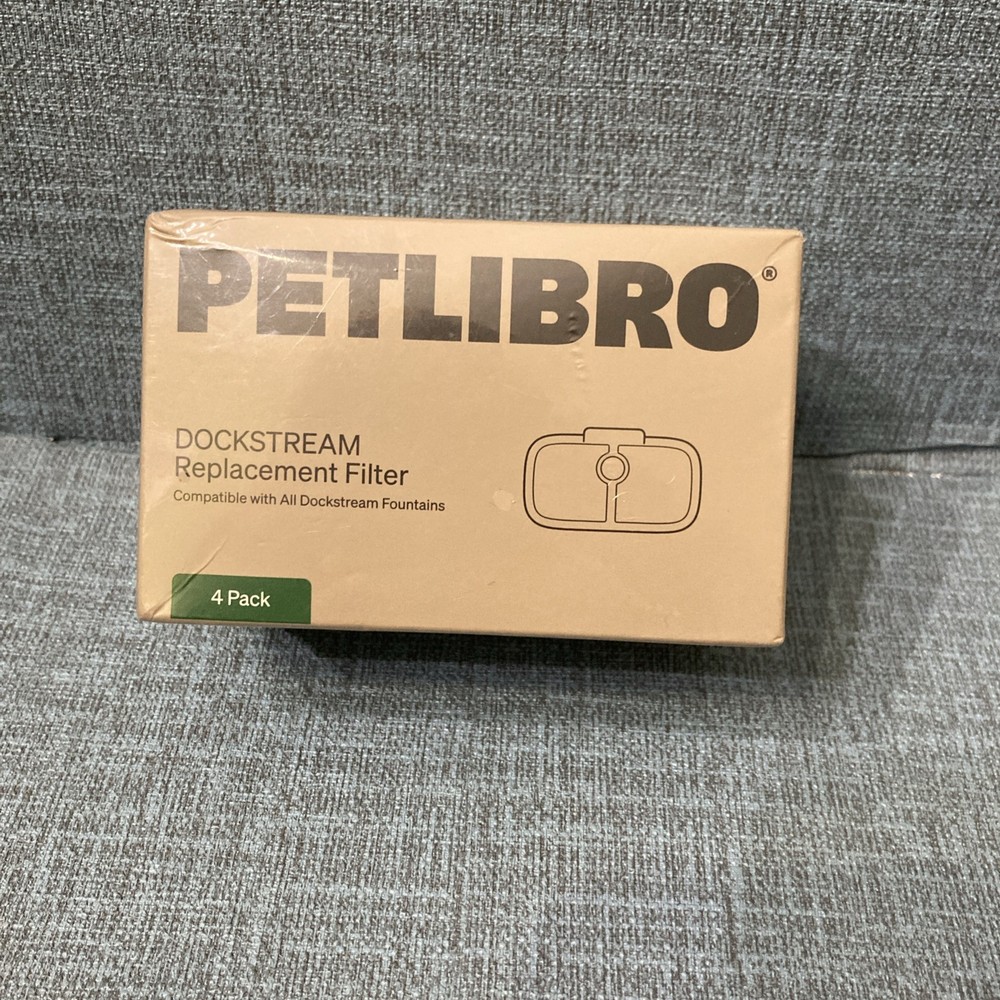 PETLIBRO®
DOCKSTREAM
Replacement Filter
Compatible with All Dockstream Fountains
4 Pack